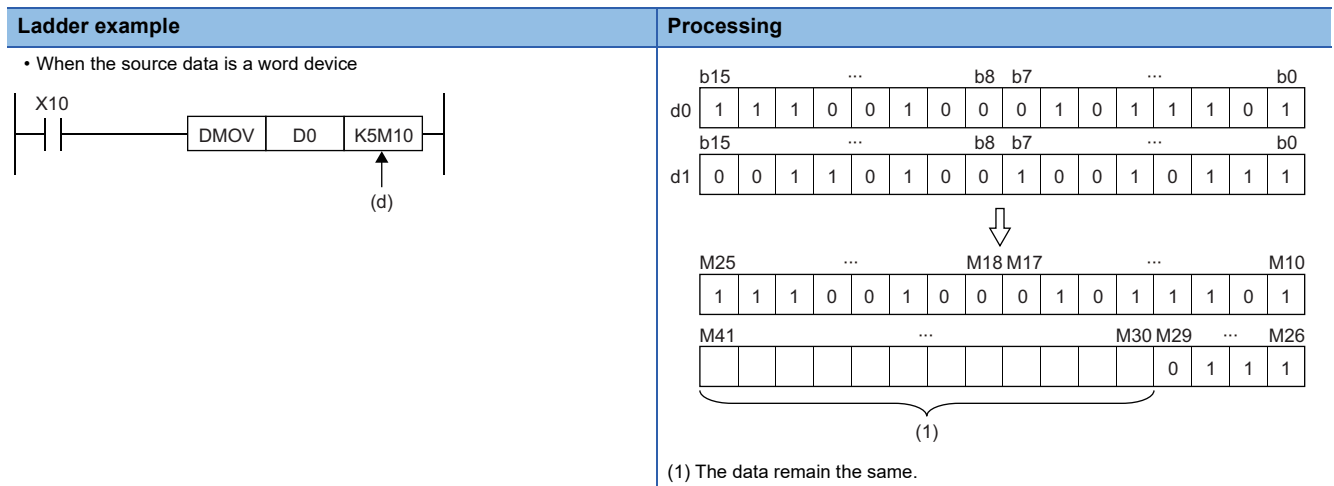 Ladder example
Processing
• When the source data is a word device
X10
DMOV D0 K5M10
(d)
b15 ... b8 b7 ... b0
d0 1 1 1 0 0 1 0 0 0 1 0 1 1 1 0 1
b15 ... b8 b7 ... b0
d1 0 0 1 1 0 1 0 0 1 0 0 1 0 1 1 1
M25 ... M18 M17 ... M10
1 1 1 0 0 1 0 0 0 1 0 1 1 1 0 1
M41 ... M30 M29 ... M26
0 1 1 1
(1)
(1) The data remain the same.